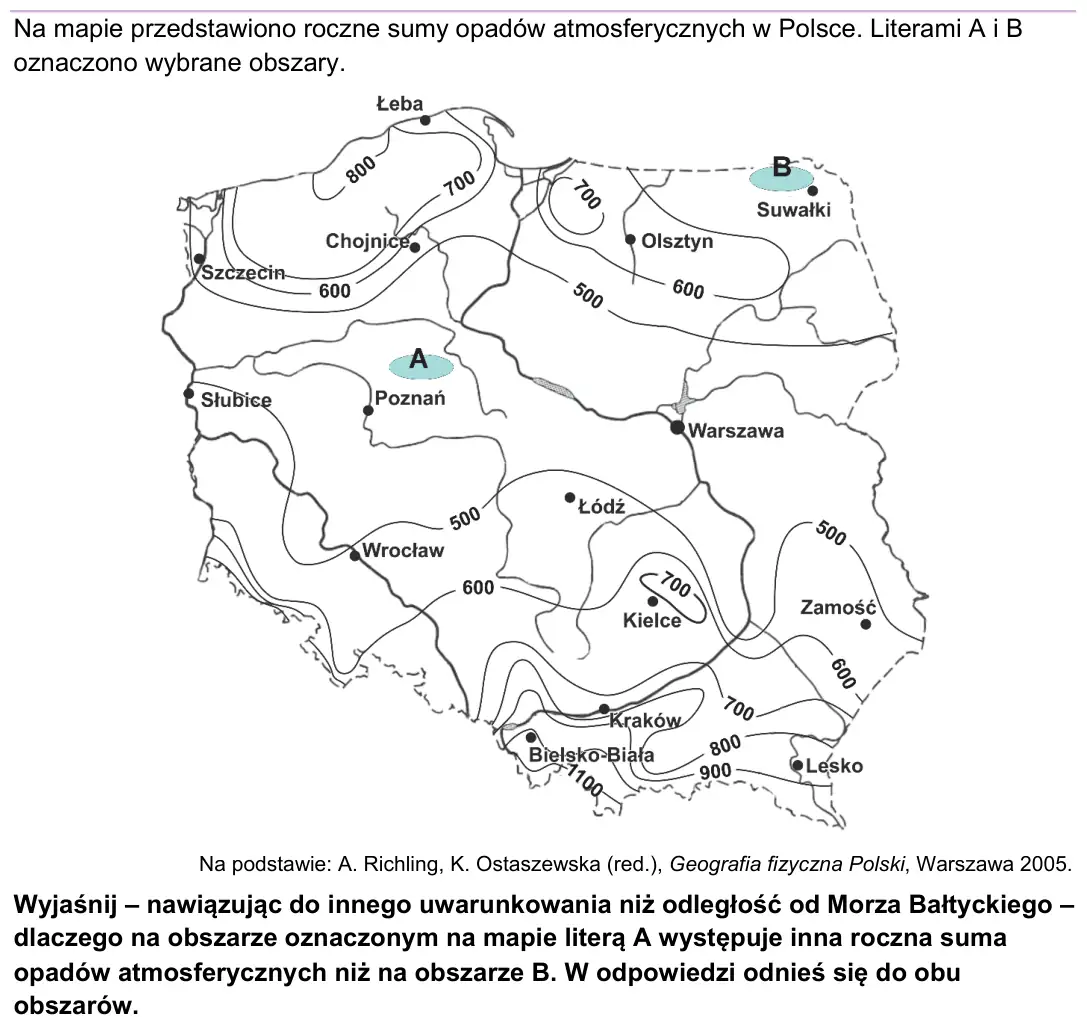 Na mapie przedstawiono roczne sumy opadów atmosferycznych w Polsce. Literami A i B
oznaczono wybrane obszary.
Łeba
800
700
700
B
Suwałki
Chojnice
Olsztyn
Szczecin
600
500
600
A
Słubice
Poznań
Warszawa
500
Łódź
500
Wrocław
600
700
Kielce
Zamość
600
Kraków
700
800
Bielsko-Biała
1100
900
Lesko
Na podstawie: A. Richling, K. Ostaszewska (red.), Geografia fizyczna Polski, Warszawa 2005.
Wyjaśnij – nawiązując do innego uwarunkowania niż odległość od Morza Bałtyckiego –
dlaczego na obszarze oznaczonym na mapie literą A występuje inna roczna suma
opadów atmosferycznych niż na obszarze B. W odpowiedzi odnieś się do obu
obszarów.